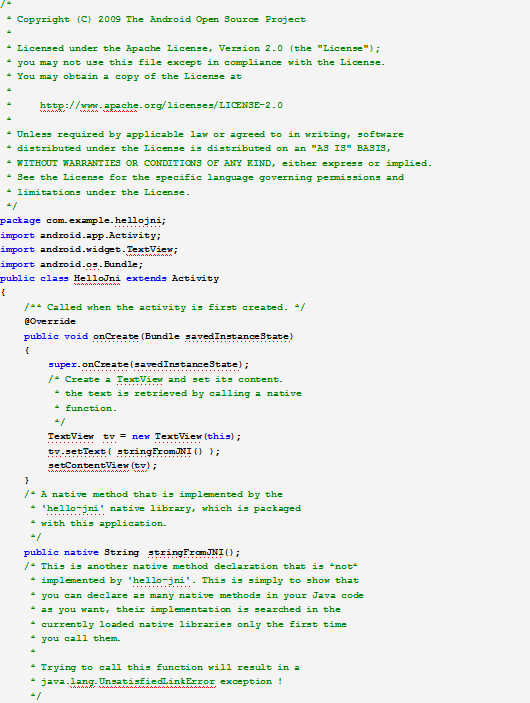 /*
 * Copyright (C) 2009 The Android Open Source Project
 *
 * Licensed under the Apache License, Version 2.0 (the "License");
 * you may not use this file except in compliance with the License.
 * You may obtain a copy of the License at
 *
 *      http://www.apache.org/licenses/LICENSE-2.0
 *
 * Unless required by applicable law or agreed to in writing, software
 * distributed under the License is distributed on an "AS IS" BASIS,
 * WITHOUT WARRANTIES OR CONDITIONS OF ANY KIND, either express or implied.
 * See the License for the specific language governing permissions and
 * limitations under the License.
 */
package com.example.hellojni;
import android.app.Activity;
import android.widget.TextView;
import android.os.Bundle;
public class HelloJni extends Activity
{
    /** Called when the activity is first created. */
    @Override
    public void onCreate(Bundle savedInstanceState)
    {
        super.onCreate(savedInstanceState);
        /* Create a TextView and set its content.
         * the text is retrieved by calling a native
         * function.
         */
        TextView  tv = new TextView(this);
        tv.setText( stringFromJNI() );
        setContentView(tv);
    }
    /* A native method that is implemented by the
     * 'hello-jni' native library, which is packaged
     * with this application.
     */
    public native String  stringFromJNI();
    /* This is another native method declaration that is *not*
     * implemented by 'hello-jni'. This is simply to show that
     * you can declare as many native methods in your Java code
     * as you want, their implementation is searched in the
     * currently loaded native libraries only the first time
     * you call them.
     *
     * Trying to call this function will result in a
     * java.lang.UnsatisfiedLinkError exception !
     */